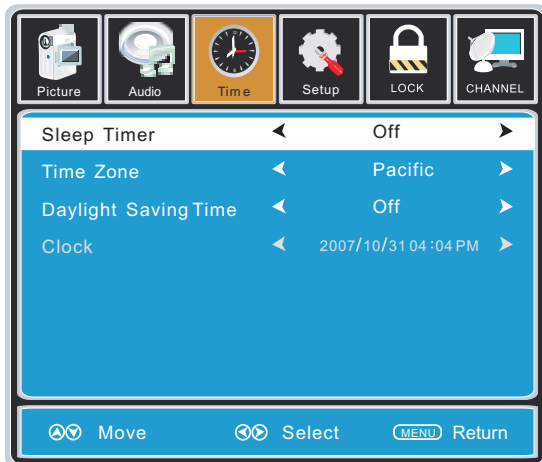 Picture Audio Time Setup LOCK CHANNEL
Sleep Timer Off
Time Zone Pacific
Daylight Saving Time Off
Clock 2007/10/31 04:04 PM
Move Select MENU Return